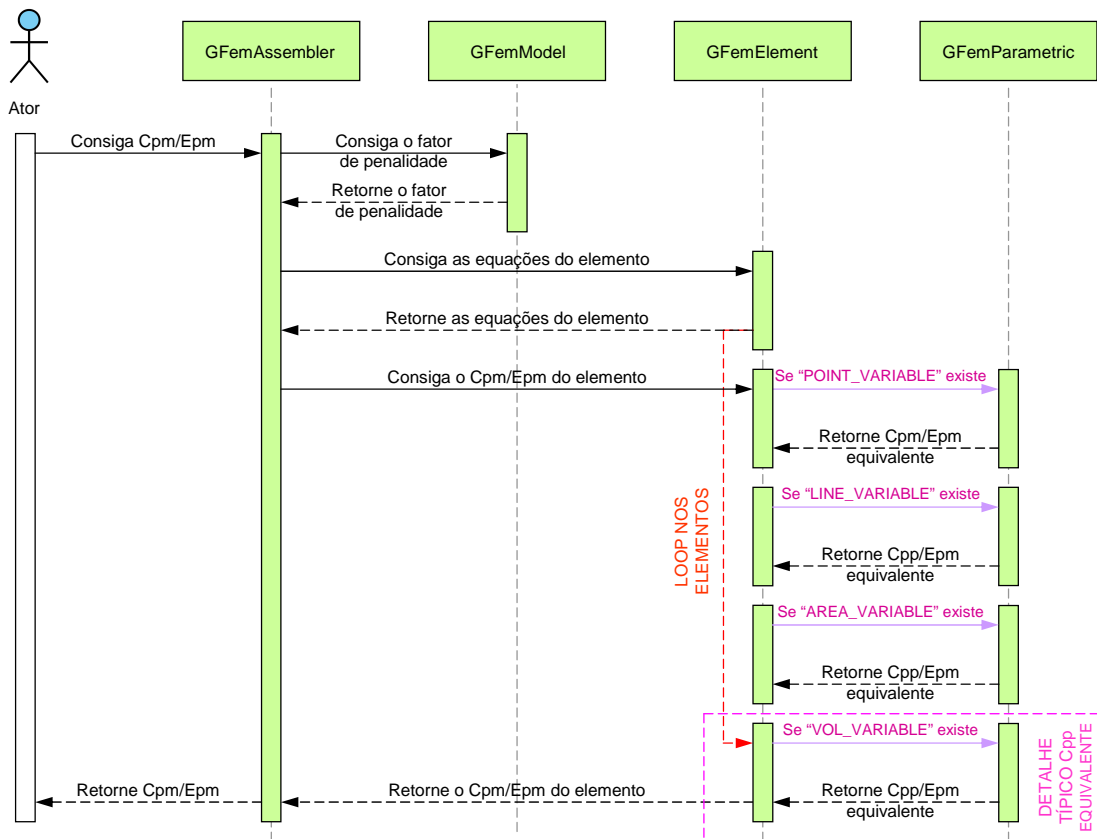 GFemAssembler
GFemModel
GFemElement
GFemParametric
Ator
Consiga Cpm/Epm
Consiga o fator
de penalidade
Retorne o fator
de penalidade
Consiga as equações do elemento
Retorne as equações do elemento
Consiga o Cpm/Epm do elemento
Se “POINT_VARIABLE” existe
Retorne Cpm/Epm
equivalente
LOOP NOS
ELEMENTOS
Se “LINE_VARIABLE” existe
Retorne Cpp/Epm
equivalente
Se “AREA_VARIABLE” existe
Retorne Cpp/Epm
equivalente
Se “VOL_VARIABLE” existe
DETALHE
TÍPICO Cpp
EQUIVALENTE
Retorne Cpm/Epm
Retorne o Cpm/Epm do elemento
Retorne Cpp/Epm
equivalente